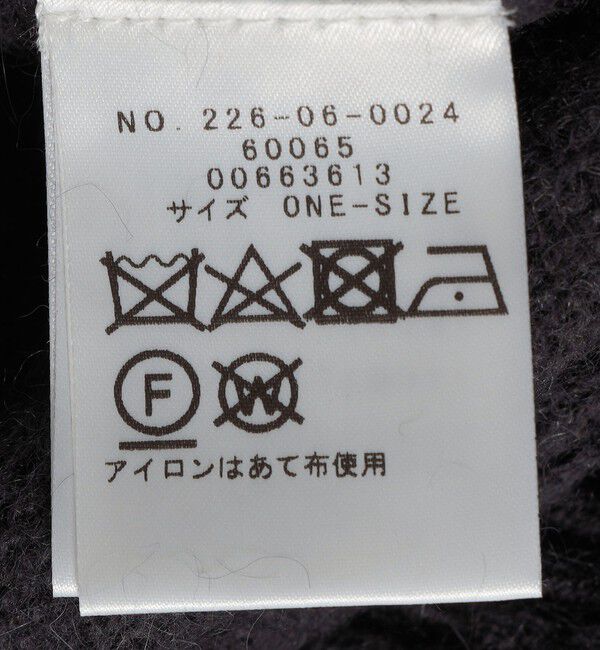 NO. 226-06-0024
60065
00663613
サイズ ONE-SIZE
F W
アイロンはあて布使用